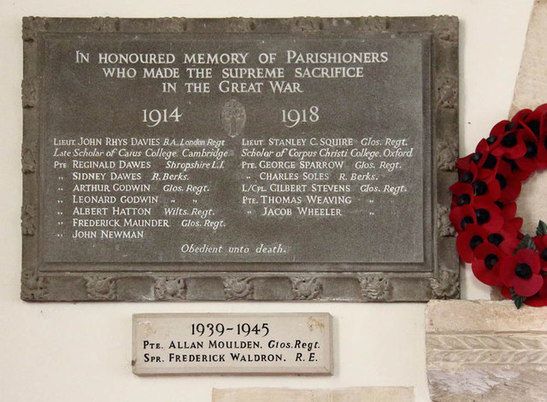 IN HONOURED MEMORY OF PARISHIONERS
WHO MADE THE SUPREME SACRIFICE
IN THE GREAT WAR
1914 1918
LIEUT JOHN RHYS DAVIES B.A. London Regt
Late Scholar of Caius College, Cambridge
PTE REGINALD DAWES Shropshire L.I.
" SIDNEY DAWES R. Berks.
" ARTHUR GODWIN Glos. Regt.
" LEONARD GODWIN " "
" ALBERT HATTON Wilts. Regt.
" FREDERICK MAUNDER Glos. Regt.
" JOHN NEWMAN
LIEUT. STANLEY C. SQUIRE Glos. Regt.
Scholar of Corpus Christi College, Oxford
PTE. GEORGE SPARROW Glos. Regt.
" CHARLES SOLES R. Berks.
L/CPL GILBERT STEVENS Glos. Regt.
PTE. THOMAS WEAVING " "
" JACOB WHEELER "
Obedient unto death.
1939-1945
PTE. ALLAN MOULDEN. Glos. Regt.
SPR. FREDERICK WALDRON. R.E.